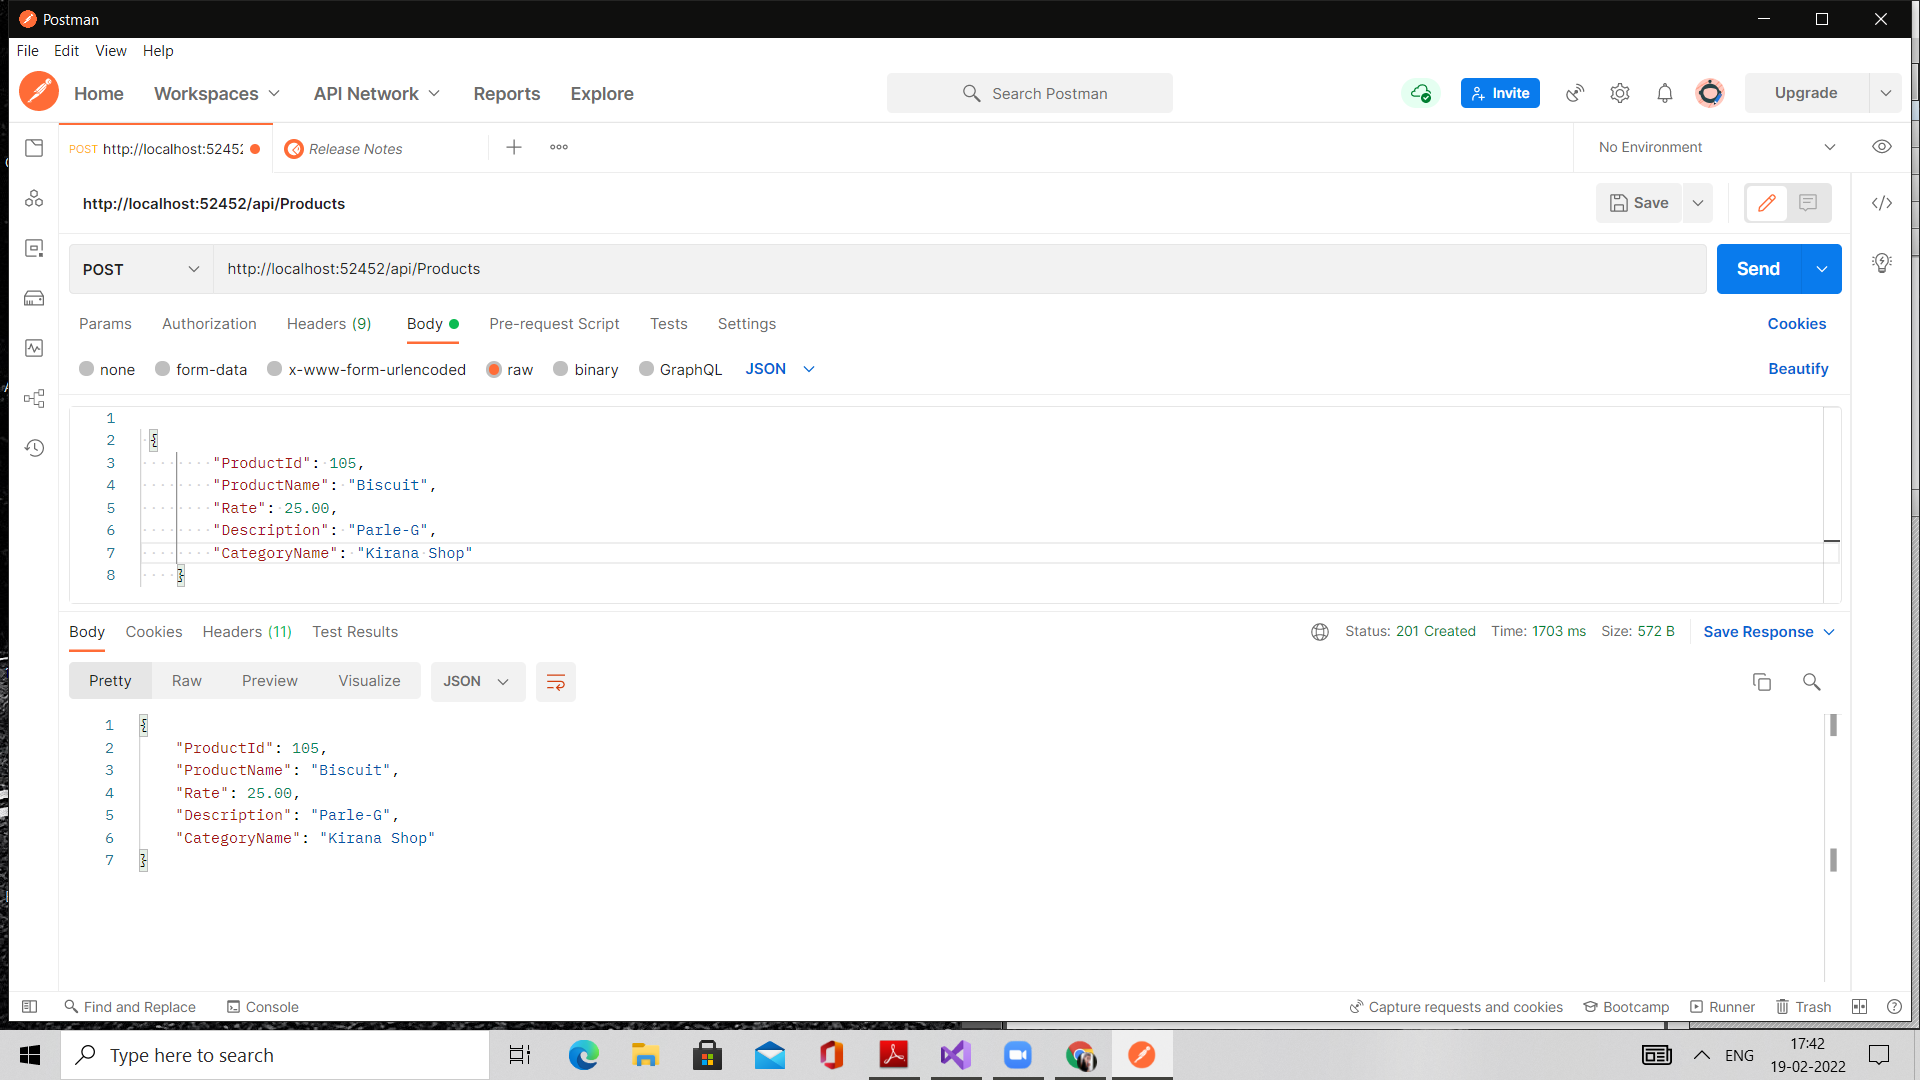 Postman
File Edit View Help
Home Workspaces API Network Reports Explore Search Postman Invite Upgrade
POST http://localhost:52452 Release Notes No Environment
http://localhost:52452/api/Products Save
POST http://localhost:52452/api/Products Send
Params Authorization Headers (9) Body Pre-request Script Tests Settings Cookies
none form-data x-www-form-urlencoded raw binary GraphQL JSON Beautify
1
2 {
3 "ProductId": 105,
4 "ProductName": "Biscuit",
5 "Rate": 25.00,
6 "Description": "Parle-G",
7 "CategoryName": "Kirana Shop"
8 }
Body Cookies Headers (11) Test Results Status: 201 Created Time: 1703 ms Size: 572 B Save Response
Pretty Raw Preview Visualize JSON
1 {
2 "ProductId": 105,
3 "ProductName": "Biscuit",
4 "Rate": 25.00,
5 "Description": "Parle-G",
6 "CategoryName": "Kirana Shop"
7 }
Find and Replace Console Capture requests and cookies Bootcamp Runner Trash
Type here to search ENG 17:42
19-02-2022